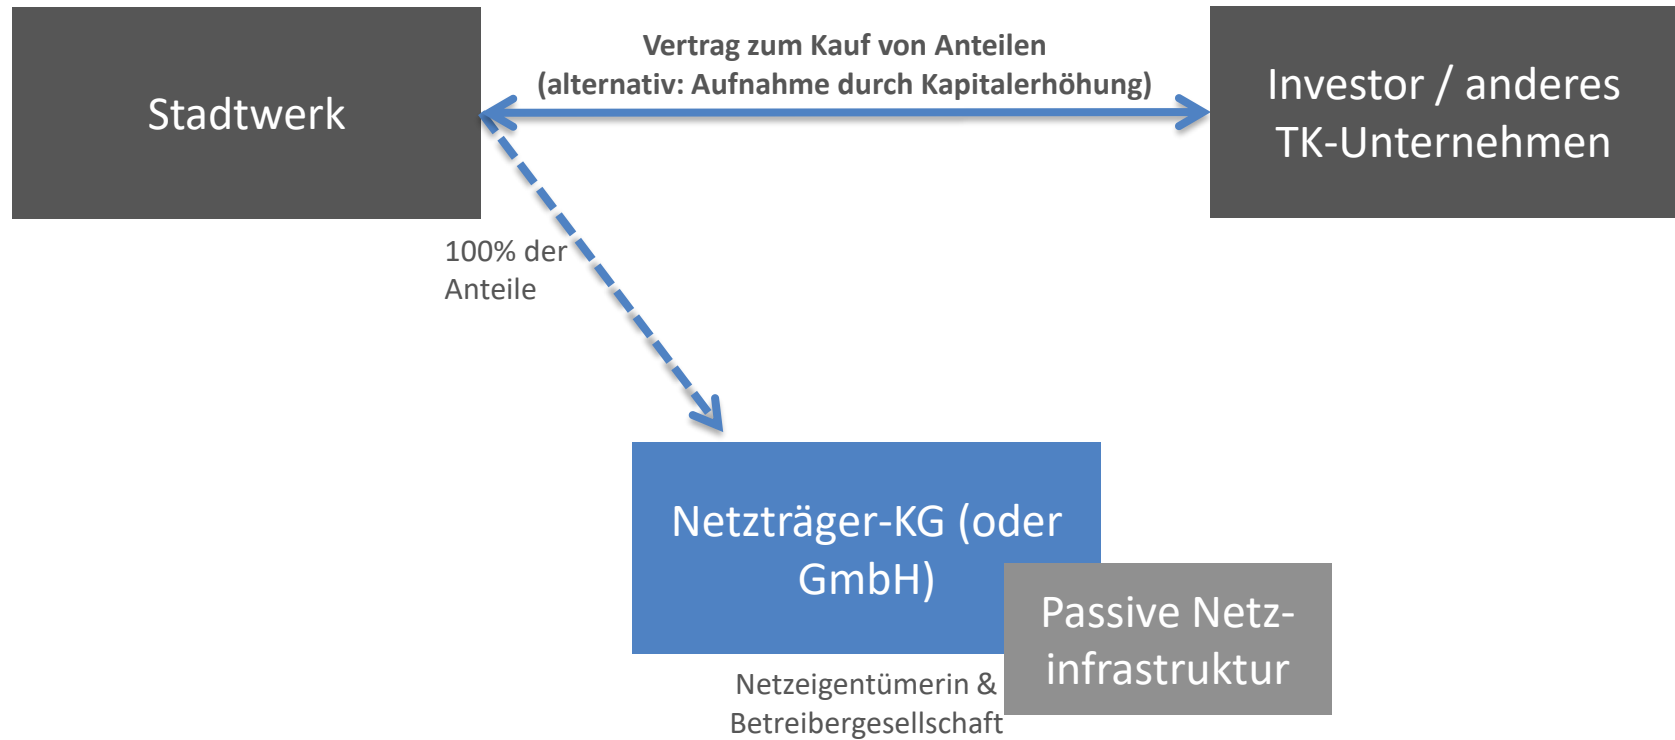 Stadtwerk
Vertrag zum Kauf von Anteilen
(alternativ: Aufnahme durch Kapitalerhöhung)
Investor / anderes
TK-Unternehmen
100% der
Anteile
Netzträger-KG (oder
GmbH)
Passive Netz-
infrastruktur
Netzeigentümerin &
Betreibergesellschaft